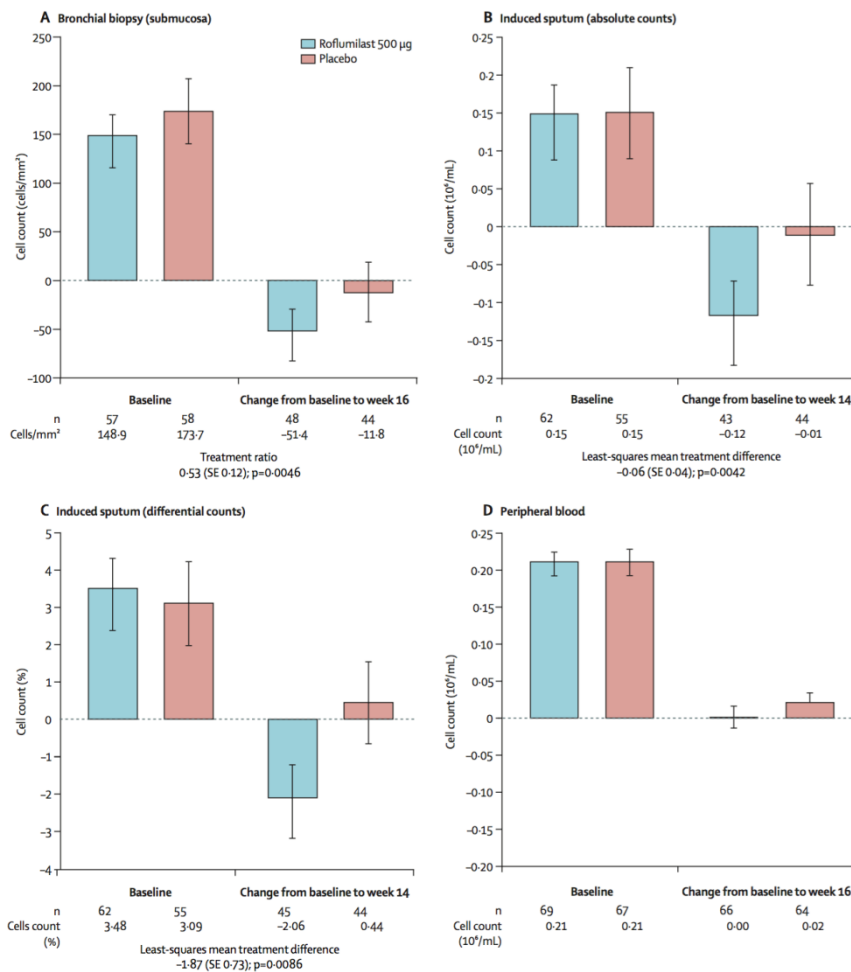 A Bronchial biopsy (submucosa)
250
200
150
100
50
0
−50
−100
Cell count (cells/mm²)
Roflumilast 500 µg
Placebo
Baseline
Change from baseline to week 16
n 57 58 48 44
Cells/mm² 148·9 173·7 −51·4 −11·8
Treatment ratio
0·53 (SE 0·12); p=0·0046
B Induced sputum (absolute counts)
0·2
0·2
0·15
0·1
0·05
0
−0·05
−0·1
−0·15
−0·2
Cell count (10⁶/mL)
Baseline
Change from baseline to week 14
n 62 55 43 44
Cell count 0·15 0·15 −0·12 −0·01
(10⁶/mL)
Least-squares mean treatment difference
−0·06 (SE 0·04); p=0·0042
C Induced sputum (differential counts)
5
4
3
2
1
0
−1
−2
−3
−4
Cell count (%)
Baseline
Change from baseline to week 14
n 62 55 45 44
Cells count 3·48 3·09 −2·06 0·44
(%)
Least-squares mean treatment difference
−1·87 (SE 0·73); p=0·0086
D Peripheral blood
0·25
0·20
0·15
0·10
0·05
0
−0·05
−0·10
−0·15
−0·20
Cell count (10⁶/mL)
Baseline
Change from baseline to week 16
n 69 67 66 64
Cell count 0·21 0·21 0·00 0·02
(10⁶/mL)